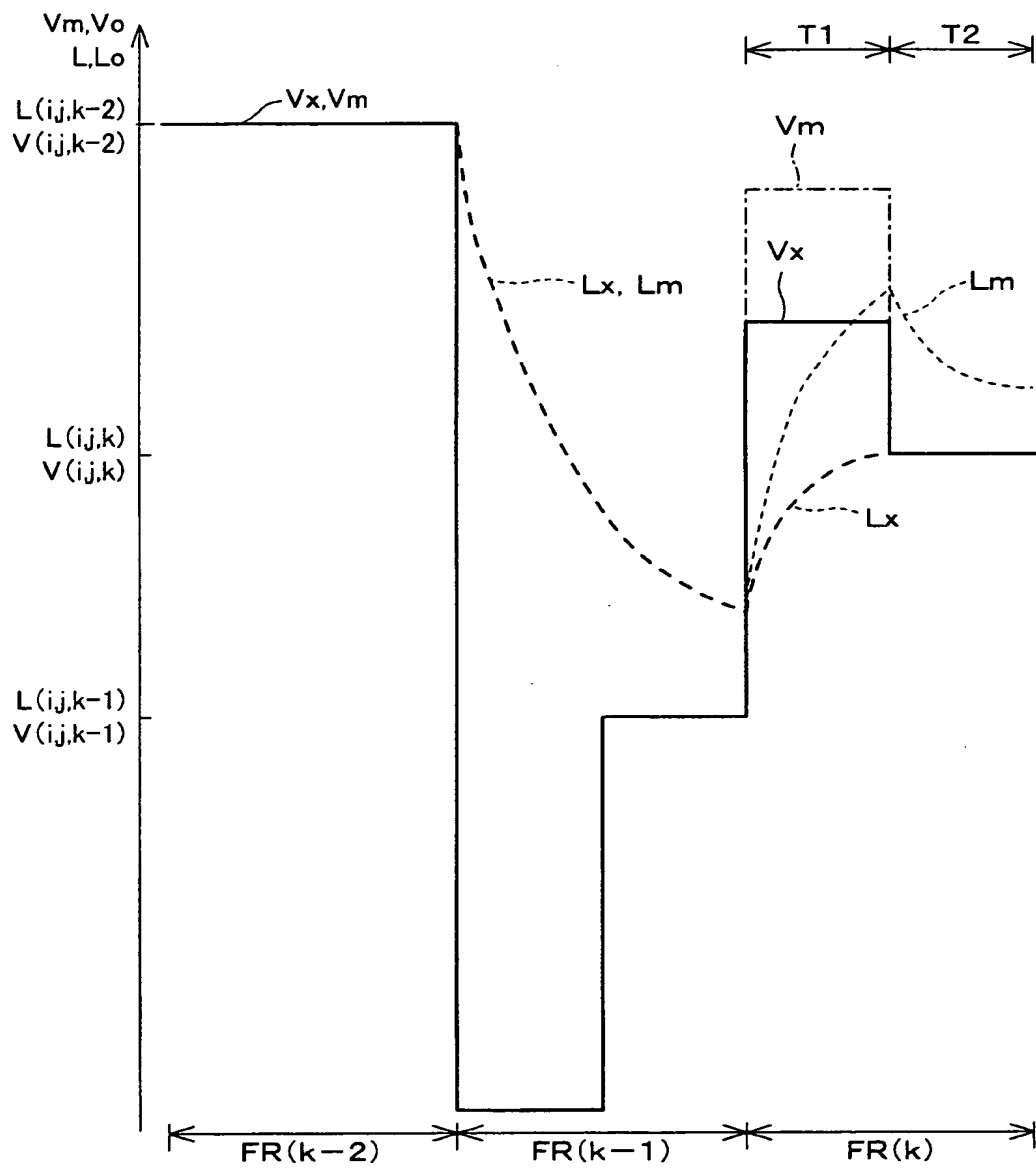 Vm,Vo
L,Lo
T1
T2
L(i,j,k-2)
V(i,j,k-2)
Vx,Vm
Vm
Vx
Lx, Lm
Lm
L(i,j,k)
V(i,j,k)
Lx
L(i,j,k-1)
V(i,j,k-1)
FR(k-2)
FR(k-1)
FR(k)